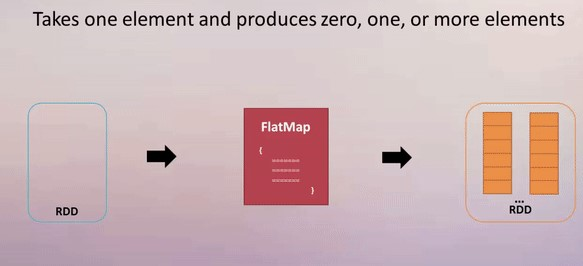 Takes one element and produces zero, one, or more elements
FlatMap
{
=======
=======
=======
}
RDD
...
RDD